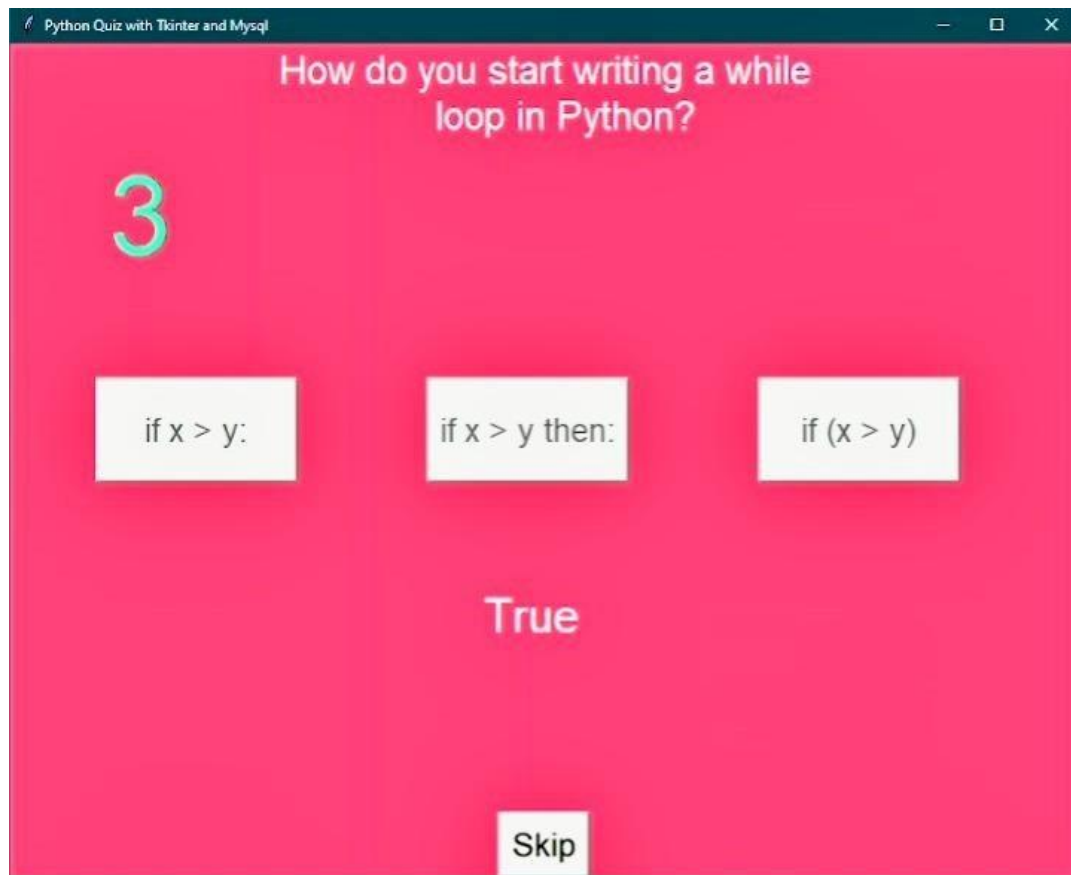 Python Quiz with Tkinter and Mysql
How do you start writing a while
loop in Python?
3
if x > y:
if x > y then:
if (x > y)
True
Skip